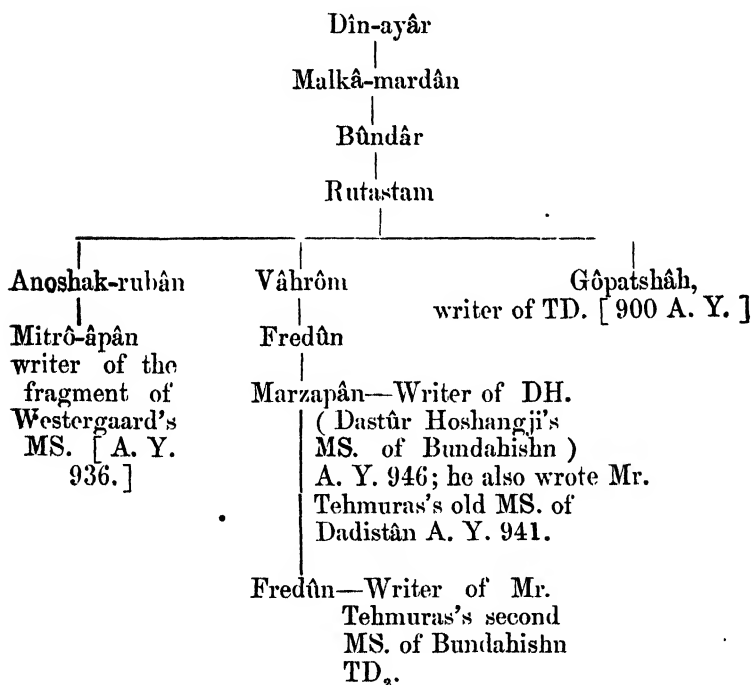 Dîn-ayâr
Malkâ-mardân
Bûndâr
Rutastam
Anoshak-rubân
Mitrô-âpân
writer of the
fragment of
Westergaard's
MS. [ A. Y.
936.]
Vâhrôm
Fredûn
Marzapân—Writer of DH.
( Dastûr Hoshangji's
MS. of Bundahishn )
A. Y. 946; he also wrote Mr.
Tehmuras's old MS. of
Dadistân A. Y. 941.
Fredûn—Writer of Mr.
Tehmuras's second
MS. of Bundahishn
TD₂.
Gôpatshâh,
writer of TD. [ 900 A. Y. ]